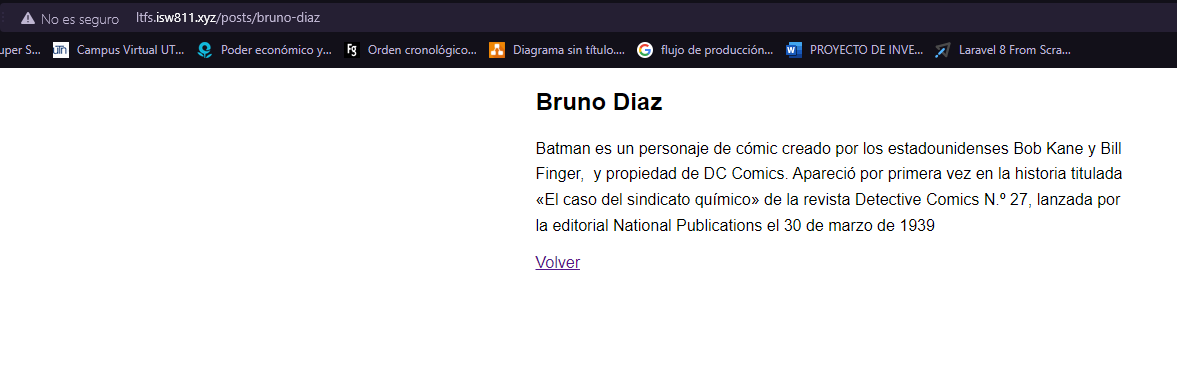 No es seguro ltfs.isw811.xyz/posts/bruno-diaz
uper S... Campus Virtual UT... Poder económico y... Orden cronológico... Diagrama sin título.... flujo de producción... PROYECTO DE INVE... Laravel 8 From Scra...
Bruno Diaz
Batman es un personaje de cómic creado por los estadounidenses Bob Kane y Bill
Finger,  y propiedad de DC Comics. Apareció por primera vez en la historia titulada
«El caso del sindicato químico» de la revista Detective Comics N.º 27, lanzada por
la editorial National Publications el 30 de marzo de 1939
Volver